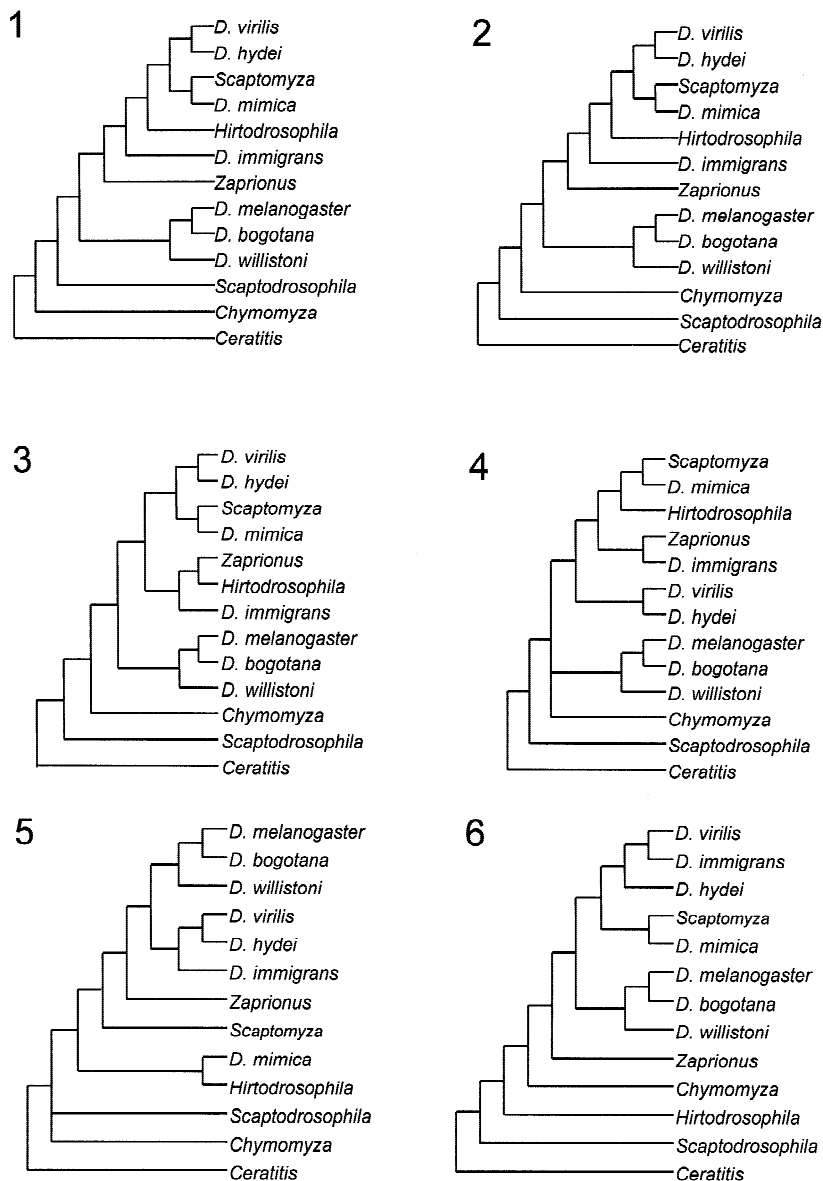 1
D. virilis
D. hydei
Scaptomyza
D. mimica
Hirtodrosophila
D. immigrans
Zaprionus
D. melanogaster
D. bogotana
D. willistoni
Scaptodrosophila
Chymomyza
Ceratitis
2
D. virilis
D. hydei
Scaptomyza
D. mimica
Hirtodrosophila
D. immigrans
Zaprionus
D. melanogaster
D. bogotana
D. willistoni
Chymomyza
Scaptodrosophila
Ceratitis
3
D. virilis
D. hydei
Scaptomyza
D. mimica
Zaprionus
Hirtodrosophila
D. immigrans
D. melanogaster
D. bogotana
D. willistoni
Chymomyza
Scaptodrosophila
Ceratitis
4
Scaptomyza
D. mimica
Hirtodrosophila
Zaprionus
D. immigrans
D. virilis
D. hydei
D. melanogaster
D. bogotana
D. willistoni
Chymomyza
Scaptodrosophila
Ceratitis
5
D. melanogaster
D. bogotana
D. willistoni
D. virilis
D. hydei
D. immigrans
Zaprionus
Scaptomyza
D. mimica
Hirtodrosophila
Scaptodrosophila
Chymomyza
Ceratitis
6
D. virilis
D. immigrans
D. hydei
Scaptomyza
D. mimica
D. melanogaster
D. bogotana
D. willistoni
Zaprionus
Chymomyza
Hirtodrosophila
Scaptodrosophila
Ceratitis